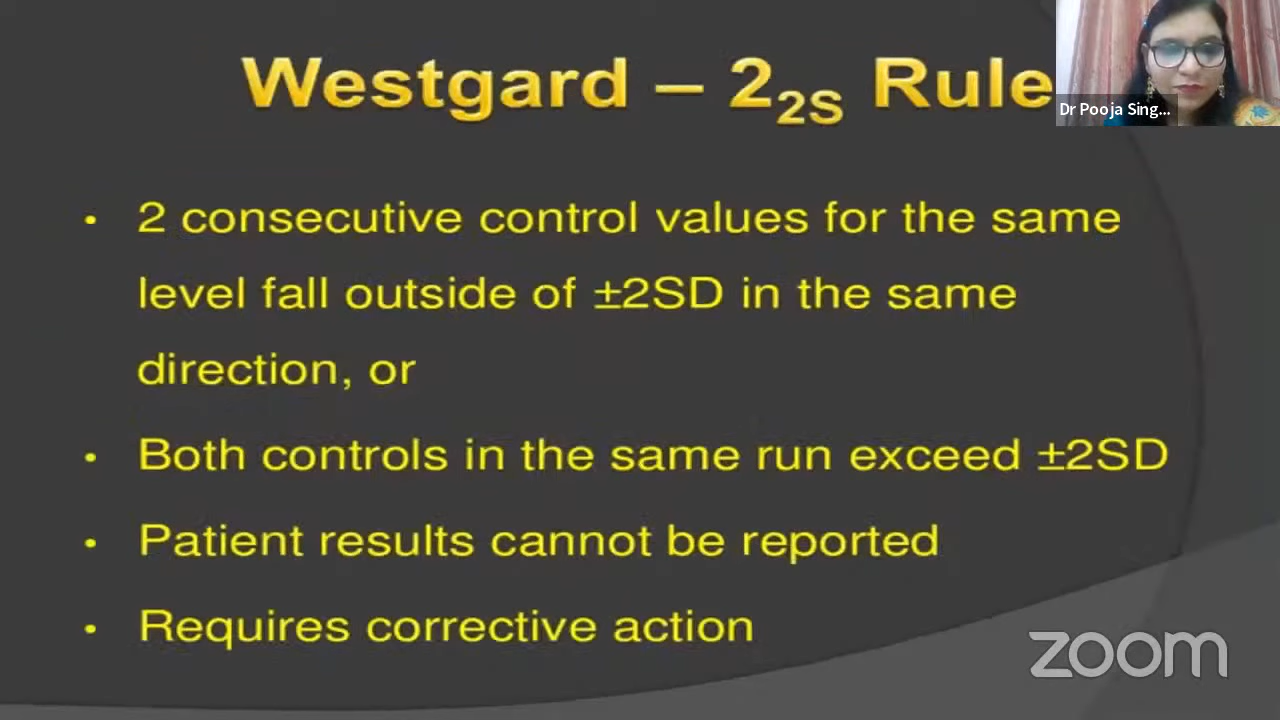 Westgard – 2₂S Rule
Dr Pooja Sing...
• 2 consecutive control values for the same
level fall outside of ±2SD in the same
direction, or
• Both controls in the same run exceed ±2SD
• Patient results cannot be reported
• Requires corrective action
zoom